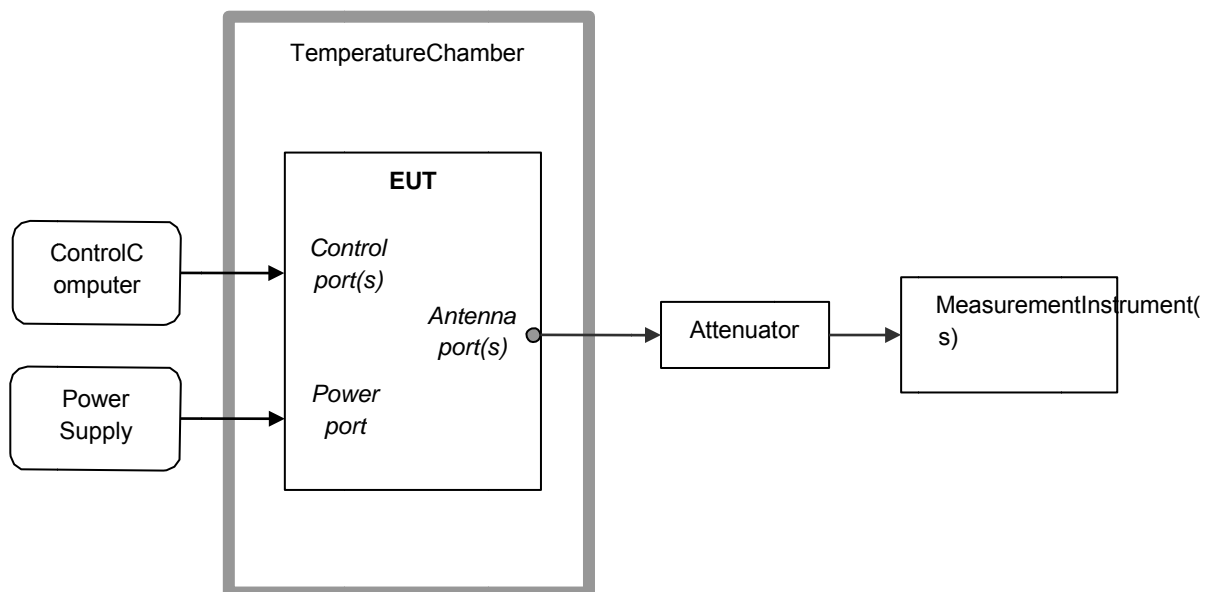 TemperatureChamber
EUT
ControlC
omputer
Control
port(s)
Antenna
port(s)
Attenuator
MeasurementInstrument(
s)
Power
Supply
Power
port